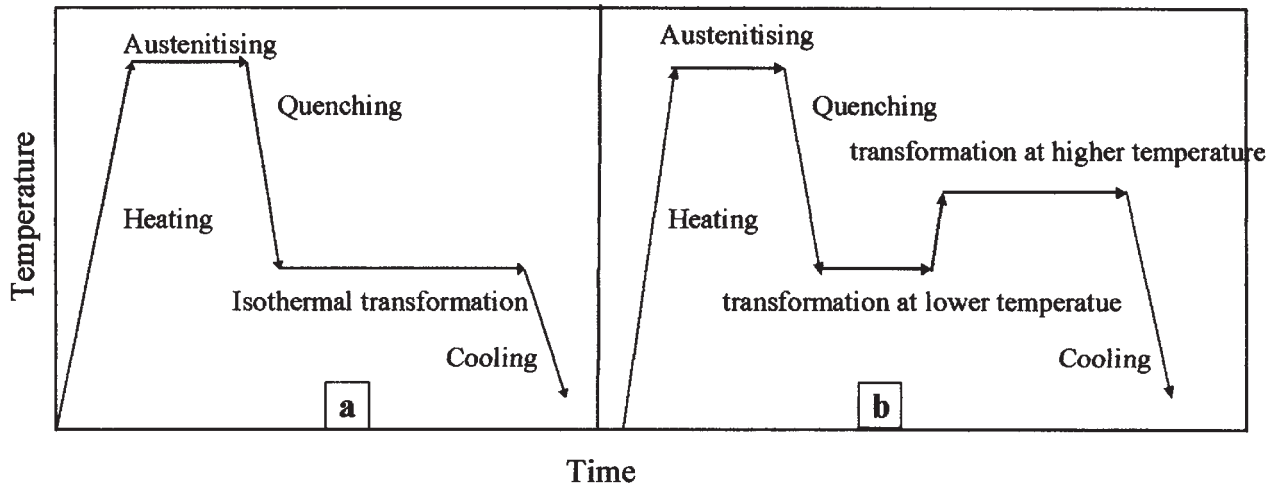 Temperature
Austenitising
Quenching
Heating
Isothermal transformation
Cooling
a
Austenitising
Quenching
transformation at higher temperature
Heating
transformation at lower temperatue
Cooling
b
Time